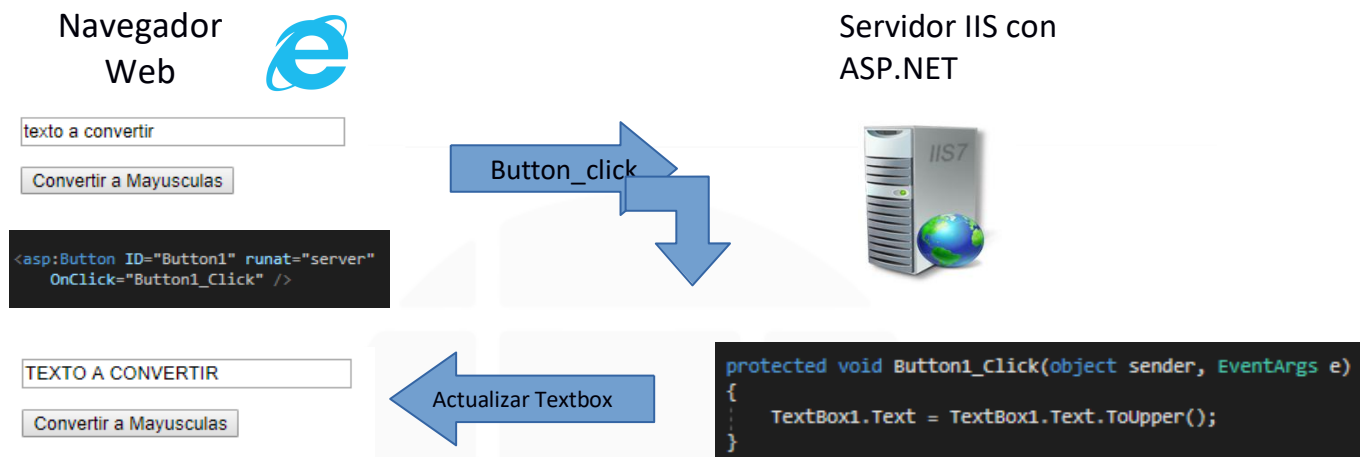 Navegador
Web
Servidor IIS con
ASP.NET
texto a convertir
Convertir a Mayusculas
Button_click
IIS7
<asp:Button ID="Button1" runat="server"
OnClick="Button1_Click" />
TEXTO A CONVERTIR
Convertir a Mayusculas
Actualizar Textbox
protected void Button1_Click(object sender, EventArgs e)
{
TextBox1.Text = TextBox1.Text.ToUpper();
}